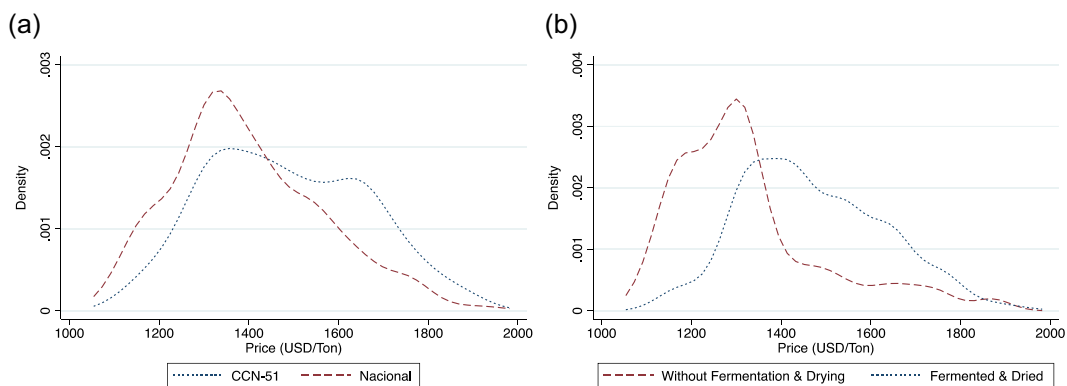 (a)
.003
.002
.001
0
Density
1000 1200 1400 1600 1800 2000
Price (USD/Ton)
CCN-51 Nacional
(b)
.004
.003
.002
.001
0
Density
1000 1200 1400 1600 1800 2000
Price (USD/Ton)
Without Fermentation & Drying Fermented & Dried